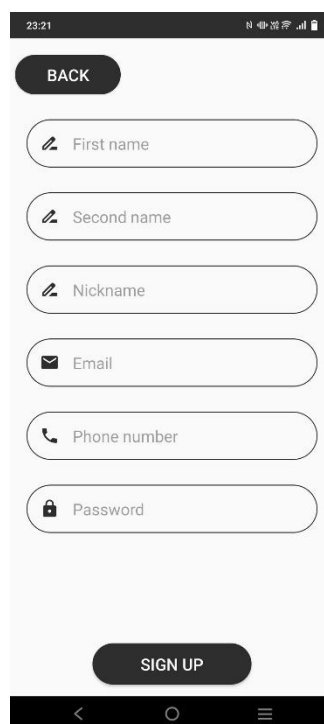 23:21
BACK
First name
Second name
Nickname
Email
Phone number
Password
SIGN UP